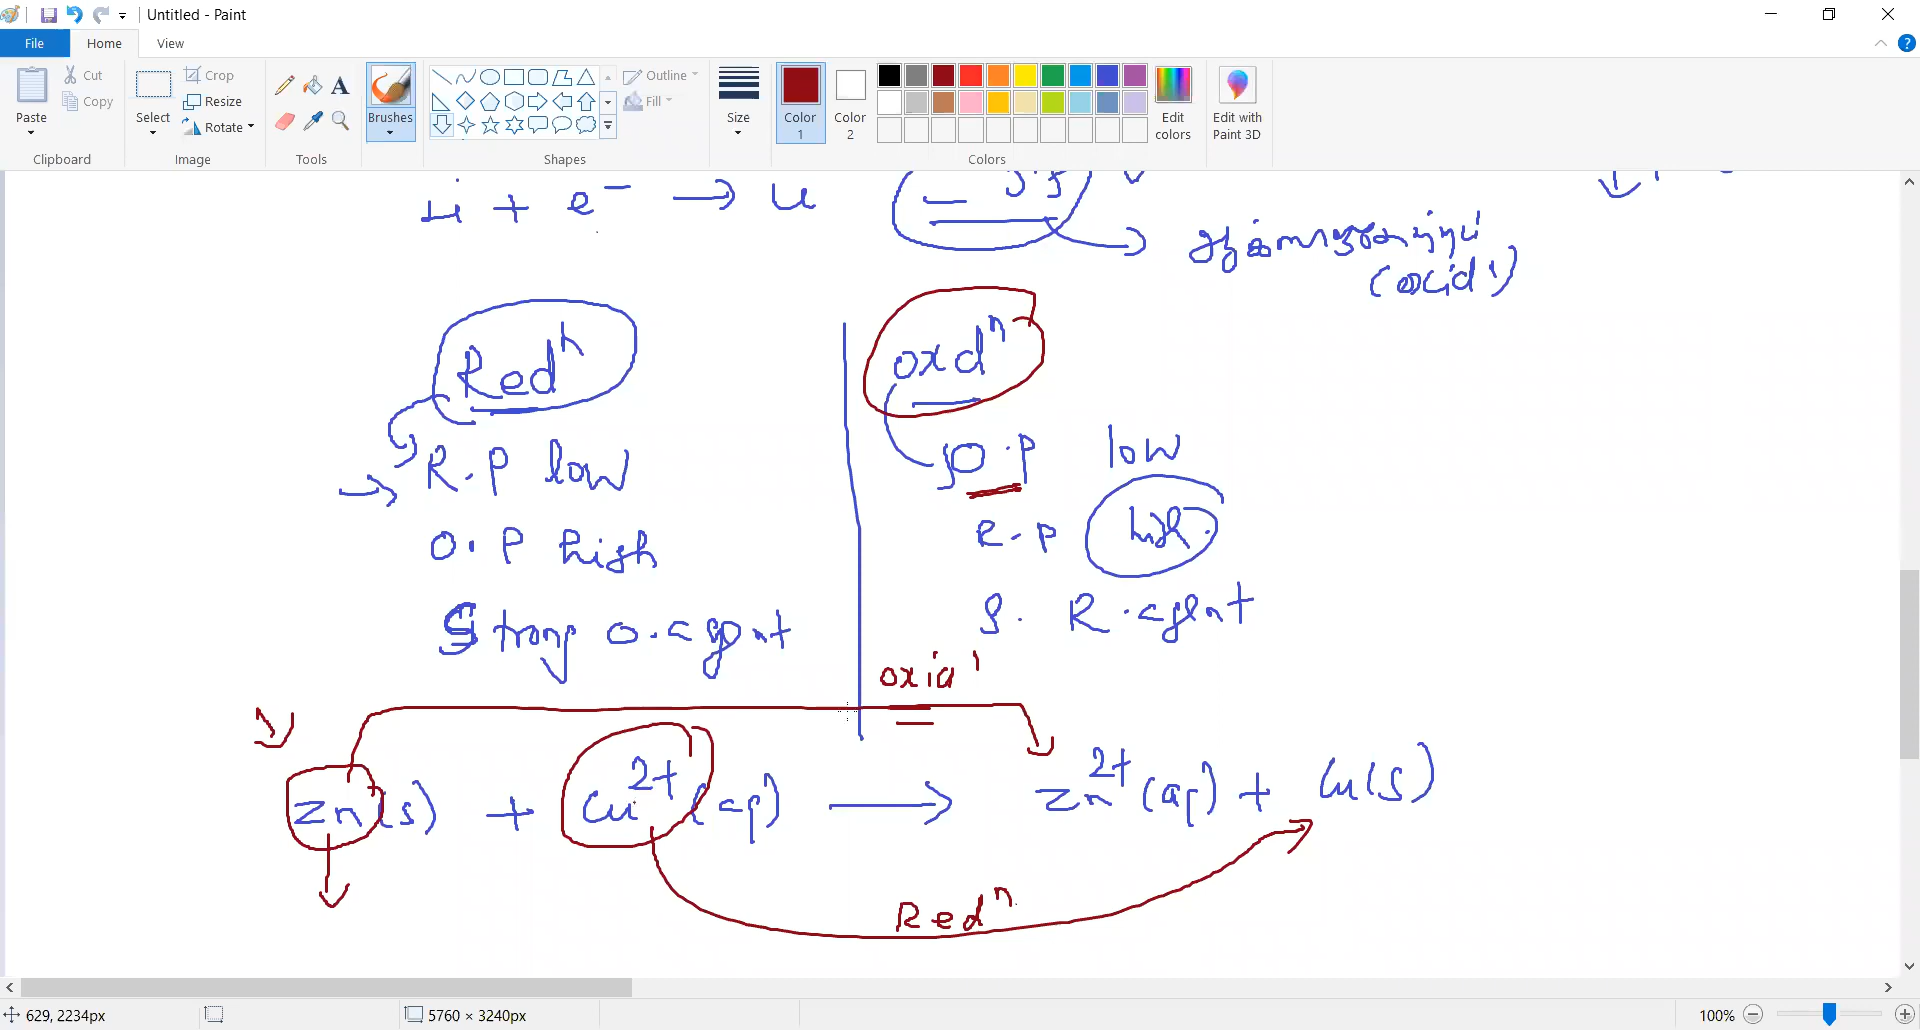 Untitled - Paint
File Home View
Paste
Cut
Copy
Clipboard
Select
Crop
Resize
Rotate
Image
A
Tools
Brushes
Outline
Fill
Shapes
Size
Color 1
Color 2
Edit colors
Edit with Paint 3D
Colors
Li + e⁻ → Li
(oxid')
Redⁿ
oxdⁿ
R.P low
O.P low
O.P high
R.P high.
Strong O.agent
S. R.agent
oxid'
Zn(s) + Cu²⁺(aq) → Zn²⁺(aq) + Cu(s)
Redⁿ
629, 2234px
5760 × 3240px
100%